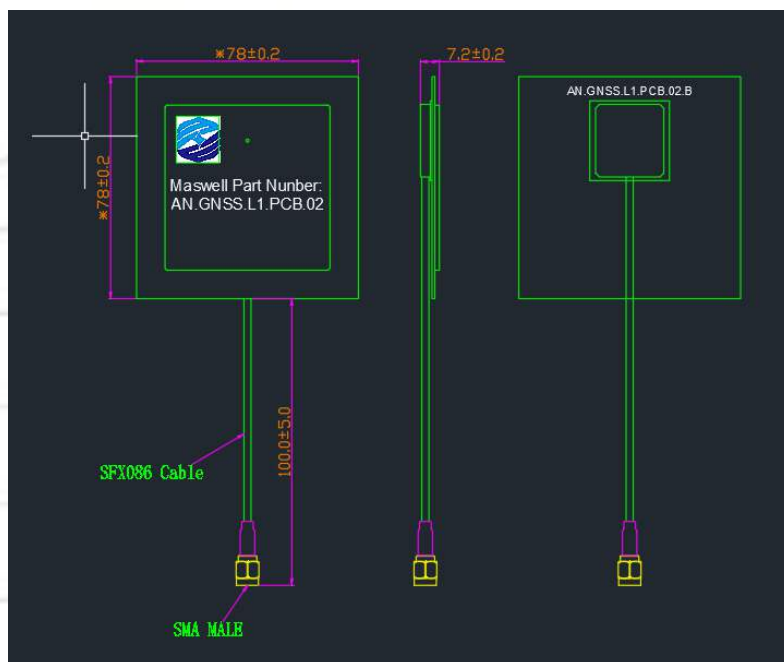 *78±0.2
7.2±0.2
AN.GNSS.L1.PCB.02.B
*78±0.2
Maswell Part Nunber:
AN.GNSS.L1.PCB.02
100.0±5.0
SFX086 Cable
SMA MALE